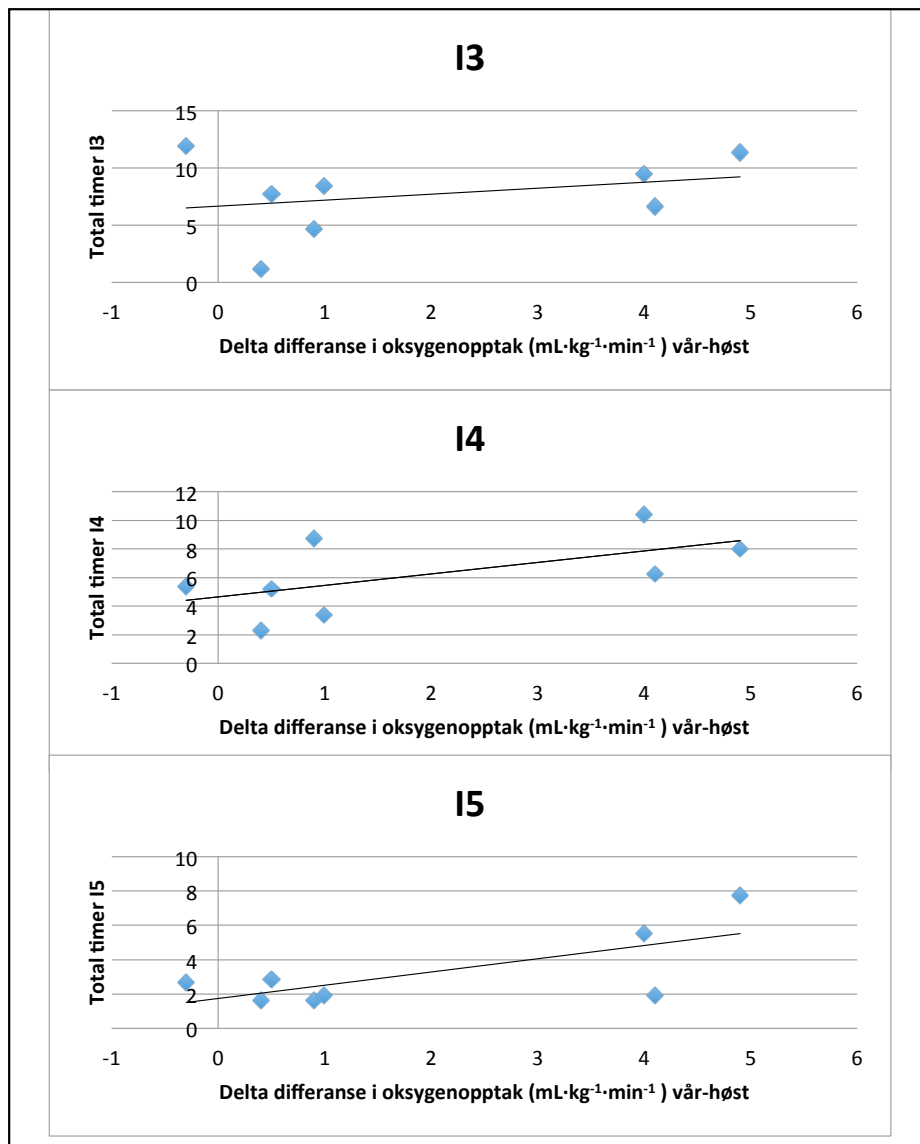 I3
15
10
5
0
Total timer I3
-1 0 1 2 3 4 5 6
Delta differanse i oksygenopptak (mL·kg⁻¹·min⁻¹ ) vår-høst
I4
12
10
8
6
4
2
0
Total timer I4
-1 0 1 2 3 4 5 6
Delta differanse i oksygenopptak (mL·kg⁻¹·min⁻¹ ) vår-høst
I5
10
8
6
4
2
0
Total timer I5
-1 0 1 2 3 4 5 6
Delta differanse i oksygenopptak (mL·kg⁻¹·min⁻¹ ) vår-høst